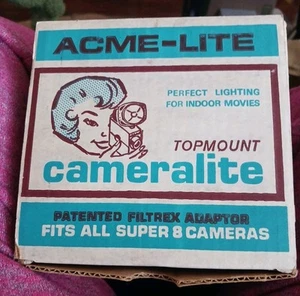 ACME-LITE
PERFECT LIGHTING
FOR INDOOR MOVIES
TOPMOUNT
cameralite
PATENTED FILTREX ADAPTOR
FITS ALL SUPER 8 CAMERAS